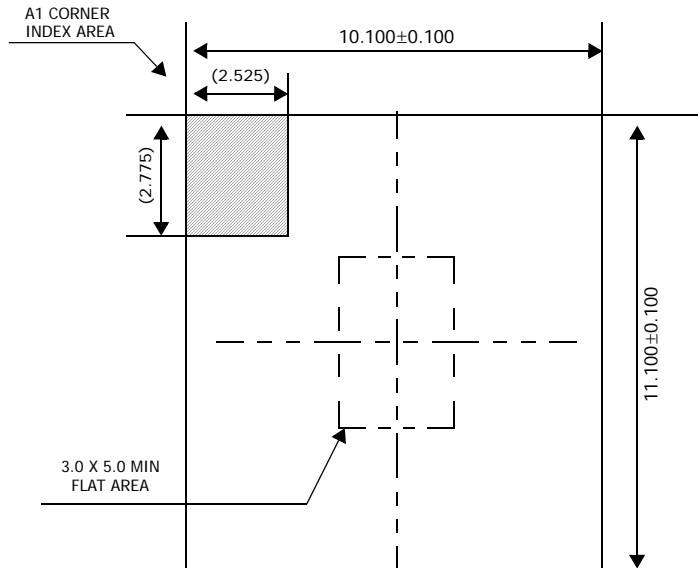 A1 CORNER
INDEX AREA
10.100±0.100
(2.525)
(2.775)
11.100±0.100
3.0 X 5.0 MIN
FLAT AREA